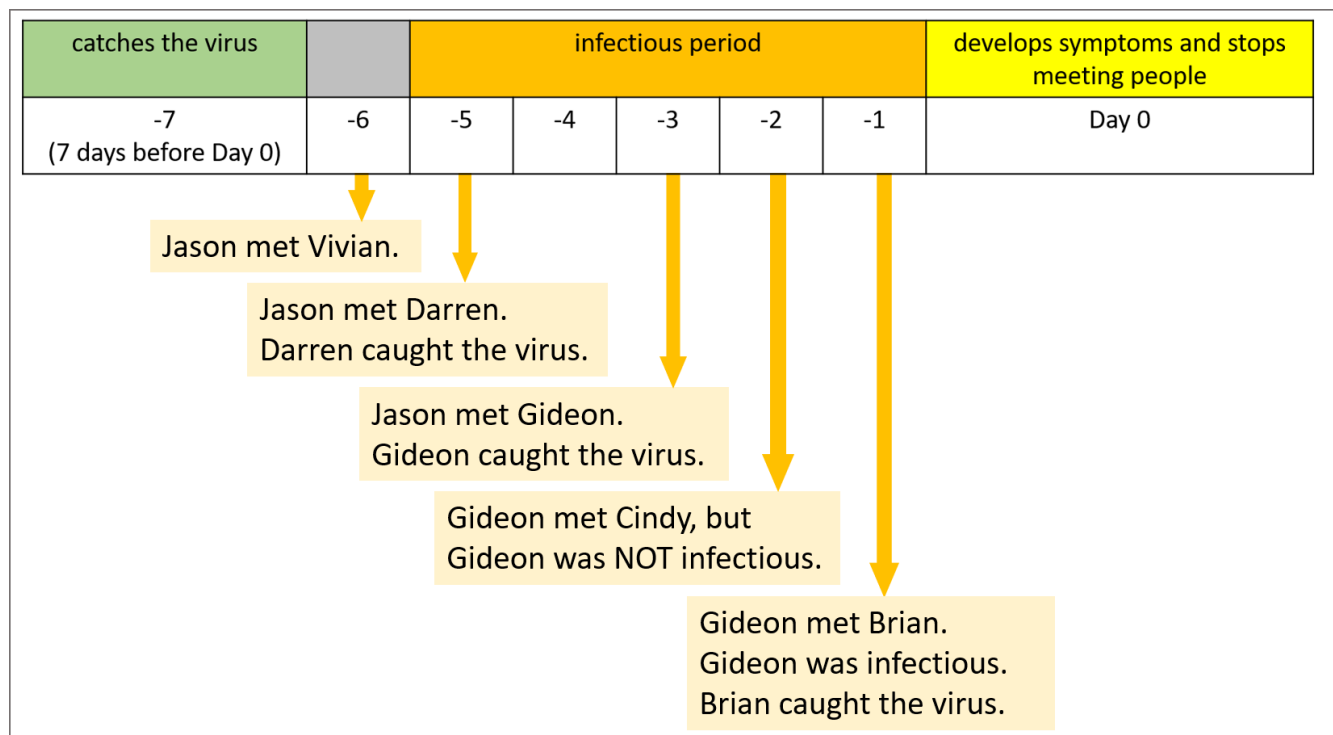 catches the virus
infectious period
develops symptoms and stops
meeting people
-7
(7 days before Day 0)
-6
-5
-4
-3
-2
-1
Day 0
Jason met Vivian.
Jason met Darren.
Darren caught the virus.
Jason met Gideon.
Gideon caught the virus.
Gideon met Cindy, but
Gideon was NOT infectious.
Gideon met Brian.
Gideon was infectious.
Brian caught the virus.